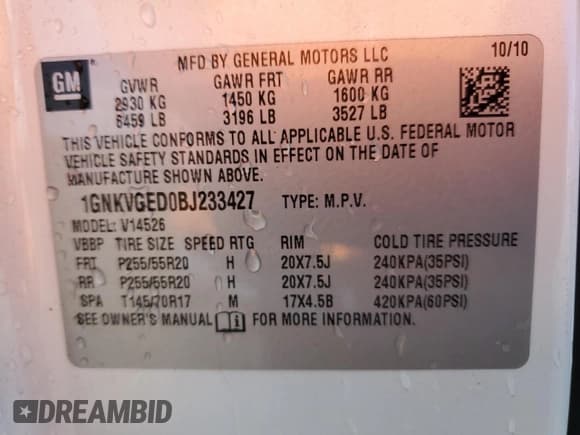 GM
MFD BY GENERAL MOTORS LLC 10/10
GVWR GAWR FRT GAWR RR
2930 KG 1450 KG 1600 KG
6459 LB 3196 LB 3527 LB
THIS VEHICLE CONFORMS TO ALL APPLICABLE U.S. FEDERAL MOTOR
VEHICLE SAFETY STANDARDS IN EFFECT ON THE DATE OF
MANUFACTURE SHOWN ABOVE.
1GNKVGED0BJ233427 TYPE: M.P.V.
MODEL: V14526
VBBP TIRE SIZE SPEED RTG RIM COLD TIRE PRESSURE
FRT P255/55R20 H 20X7.5J 240KPA(35PSI)
RR P255/55R20 H 20X7.5J 240KPA(35PSI)
SPA T145/70R17 M 17X4.5B 420KPA(60PSI)
SEE OWNER'S MANUAL FOR MORE INFORMATION.
DREAMBID